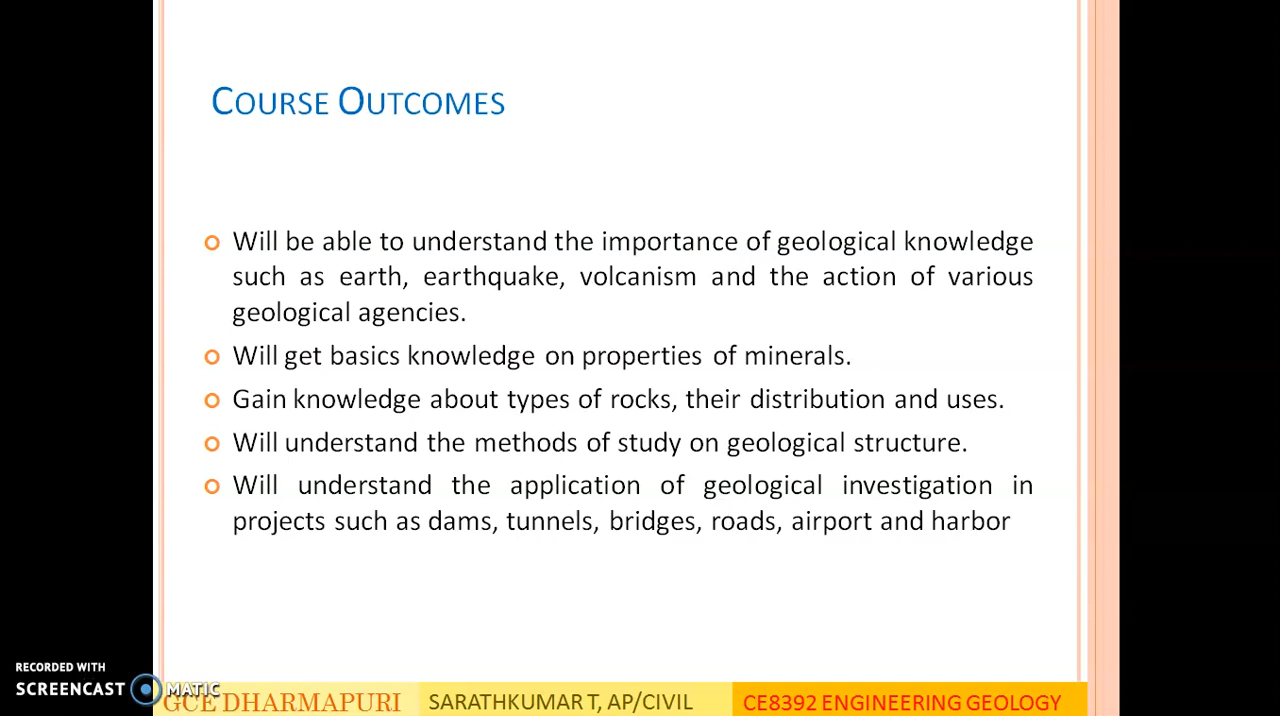 COURSE OUTCOMES
Will be able to understand the importance of geological knowledge
such as earth, earthquake, volcanism and the action of various
geological agencies.
Will get basics knowledge on properties of minerals.
Gain knowledge about types of rocks, their distribution and uses.
Will understand the methods of study on geological structure.
Will understand the application of geological investigation in
projects such as dams, tunnels, bridges, roads, airport and harbor
RECORDED WITH
SCREENCAST MATIC
GCE DHARMAPURI SARATHKUMAR T, AP/CIVIL CE8392 ENGINEERING GEOLOGY